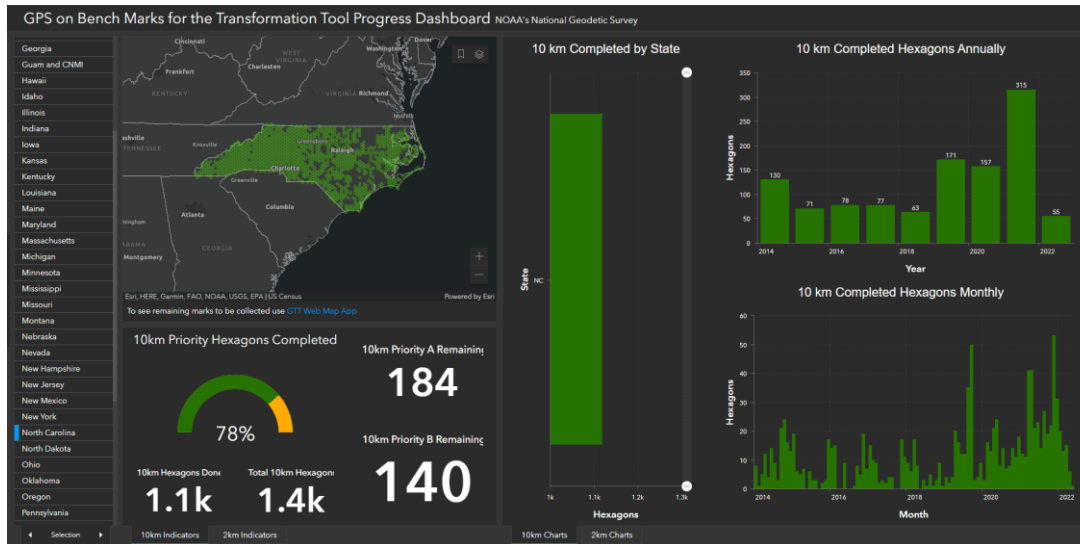 GPS on Bench Marks for the Transformation Tool Progress Dashboard NOAA's National Geodetic Survey
Georgia
Guam and CNMI
Hawaii
Idaho
Illinois
Indiana
Iowa
Kansas
Kentucky
Louisiana
Maine
Maryland
Massachusetts
Michigan
Minnesota
Mississippi
Missouri
Montana
Nebraska
Nevada
New Hampshire
New Jersey
New Mexico
New York
North Carolina
North Dakota
Ohio
Oklahoma
Oregon
Pennsylvania
Selection
Cincinnati
WEST
VIRGINIA
Washington
Dover
Frankfort
Charleston
KENTUCKY
VIRGINIA Richmond
Norfolk
ashville
TENNESSEE
Knoxville
Greensboro
Raleigh
Charlotte
Greenville
Atlanta
Columbia
mingham
ABAMA
GEORGIA
Montgomery
+
−
Esri, HERE, Garmin, FAO, NOAA, USGS, EPA | US Census
Powered by Esri
To see remaining marks to be collected use GTT Web Map App
10km Priority Hexagons Completed
78%
10km Hexagons Done
1.1k
Total 10km Hexagons
1.4k
10km Priority A Remaining
184
10km Priority B Remaining
140
10km Indicators
2km Indicators
10 km Completed by State
State
NC
1k
1.1k
1.2k
1.3k
Hexagons
10km Charts
2km Charts
10 km Completed Hexagons Annually
Hexagons
350
300
250
200
150
100
50
0
130
71
78
77
63
171
157
315
55
2014
2016
2018
2020
2022
Year
10 km Completed Hexagons Monthly
Hexagons
60
50
40
30
20
10
0
2014
2016
2018
2020
2022
Month